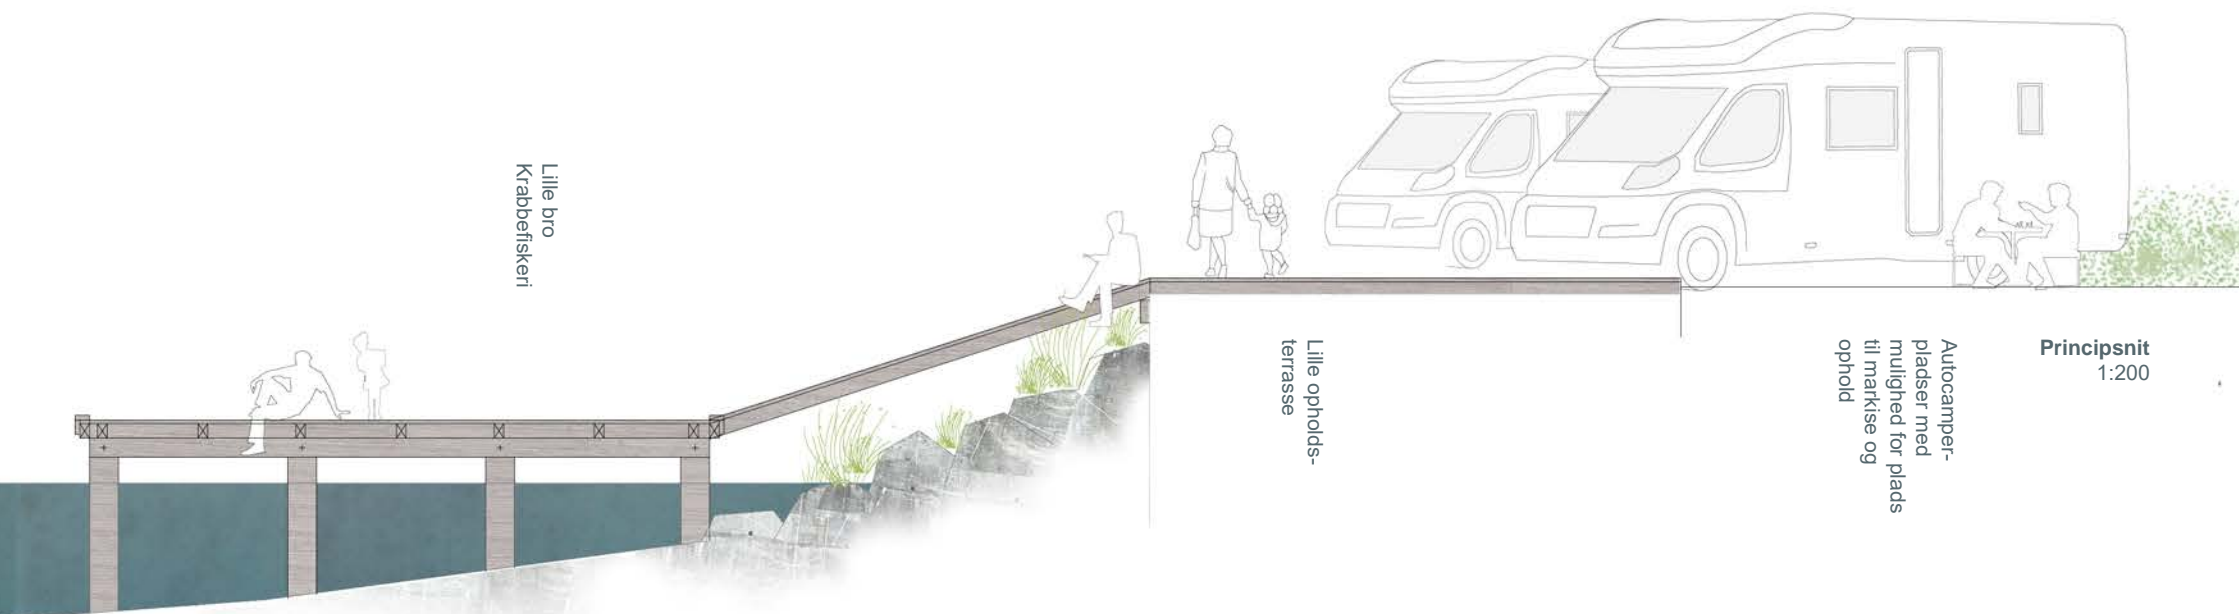 Lille bro
Krabbefiskeri
Lille opholds-
terrasse
Autocamper-
pladser med
mulighed for plads
til markise og
ophold
Principsnit
1:200